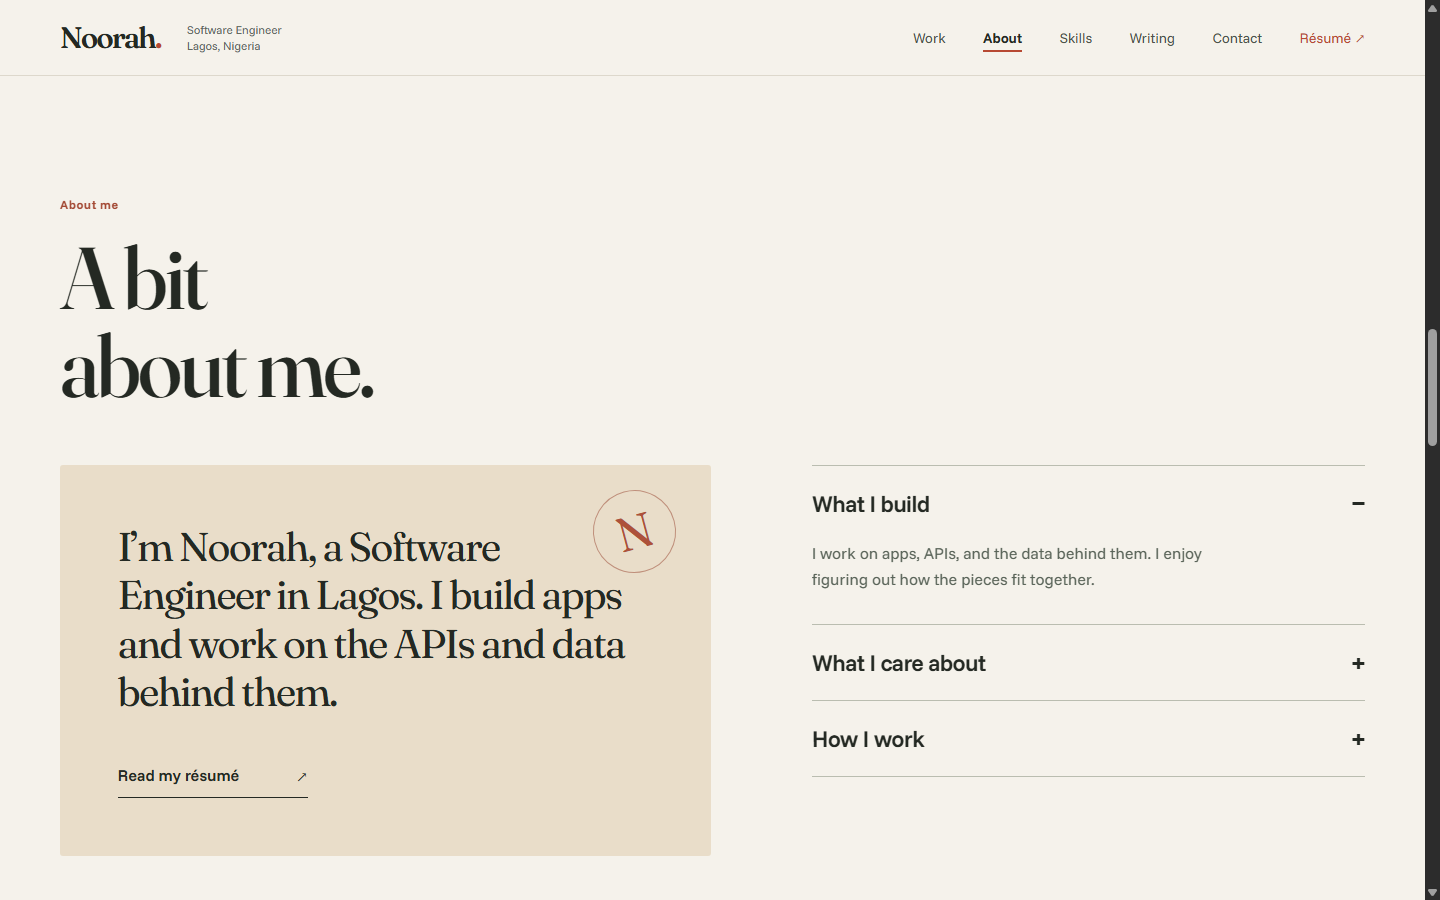 Noorah.
Software Engineer
Lagos, Nigeria
Work
About
Skills
Writing
Contact
Résumé ↗
About me
A bit
about me.
N
I’m Noorah, a Software
Engineer in Lagos. I build apps
and work on the APIs and data
behind them.
Read my résumé ↗
What I build −
I work on apps, APIs, and the data behind them. I enjoy
figuring out how the pieces fit together.
What I care about +
How I work +